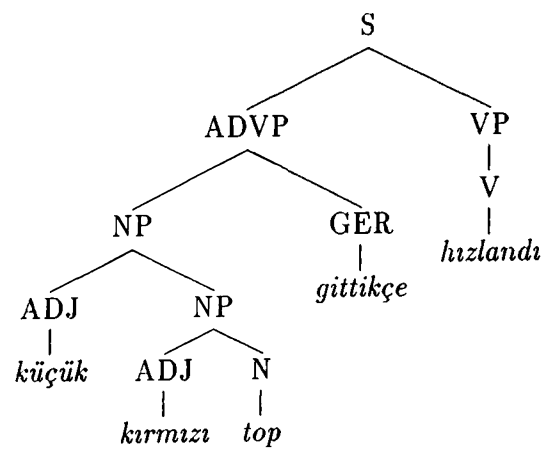 S
ADVP VP
V
NP GER
hızlandı
gittikçe
ADJ NP
küçük
ADJ N
kırmızı top